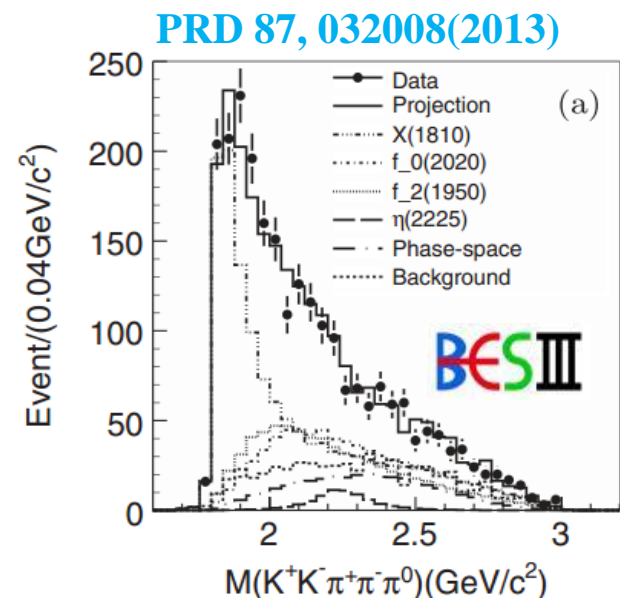 PRD 87, 032008(2013)
250
200
150
100
50
0
Event/(0.04GeV/c²)
Data
Projection
X(1810)
f_0(2020)
f_2(1950)
η(2225)
Phase-space
Background
(a)
BESIII
2
2.5
3
M(K⁺K⁻π⁺π⁻π⁰)(GeV/c²)